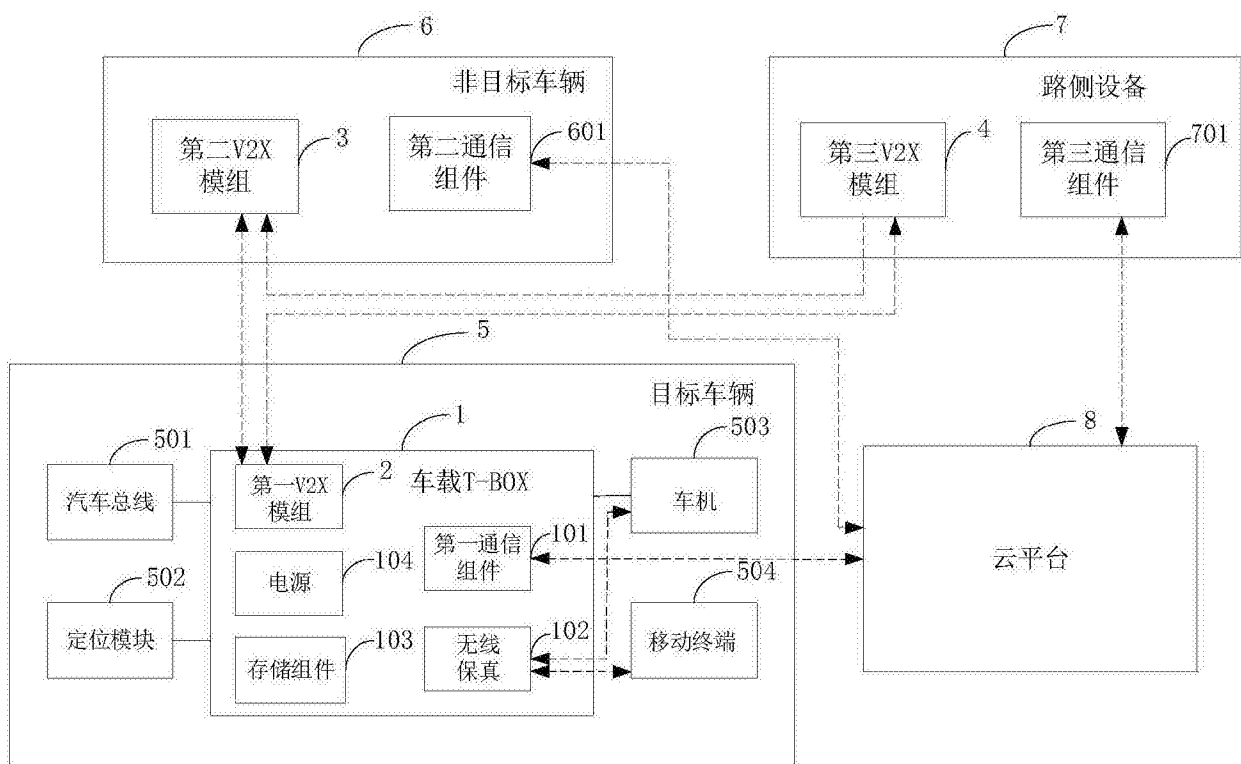 6
非目标车辆
第二V2X
模组
3
第二通信
组件
601
7
路侧设备
第三V2X
模组
4
第三通信
组件
701
5
目标车辆
1
车载T-BOX
501
汽车总线
502
定位模块
第一V2X
模组
2
电源
104
存储组件
103
第一通信
组件
101
无线
保真
102
503
车机
504
移动终端
8
云平台